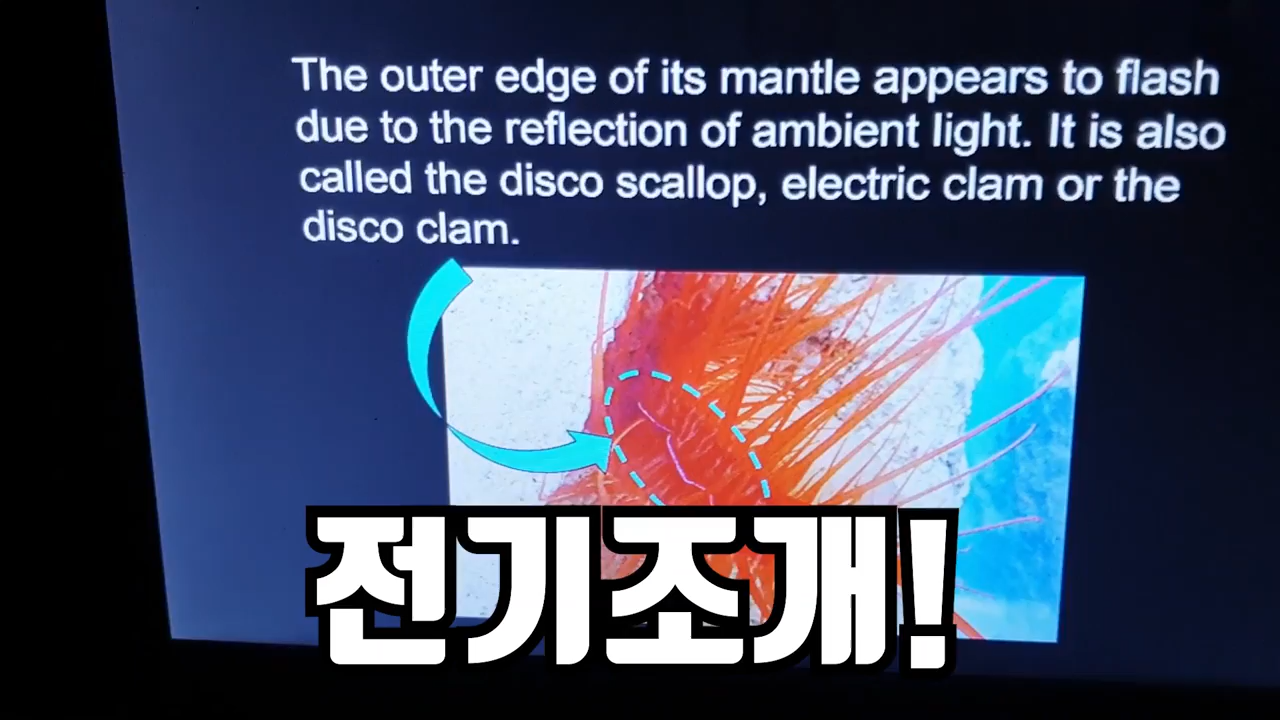 The outer edge of its mantle appears to flash
due to the reflection of ambient light. It is also
called the disco scallop, electric clam or the
disco clam.
전기조개!